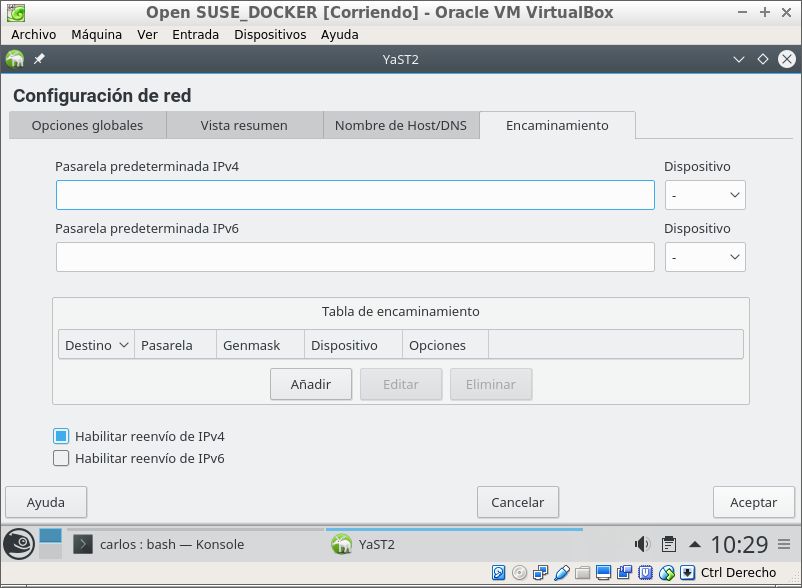 Open SUSE_DOCKER [Corriendo] - Oracle VM VirtualBox
Archivo Máquina Ver Entrada Dispositivos Ayuda
YaST2
Configuración de red
Opciones globales Vista resumen Nombre de Host/DNS Encaminamiento
Pasarela predeterminada IPv4 Dispositivo
-
Pasarela predeterminada IPv6 Dispositivo
-
Tabla de encaminamiento
Destino Pasarela Genmask Dispositivo Opciones
Añadir Editar Eliminar
Habilitar reenvío de IPv4
Habilitar reenvío de IPv6
Ayuda Cancelar Aceptar
carlos : bash — Konsole YaST2 10:29
Ctrl Derecho